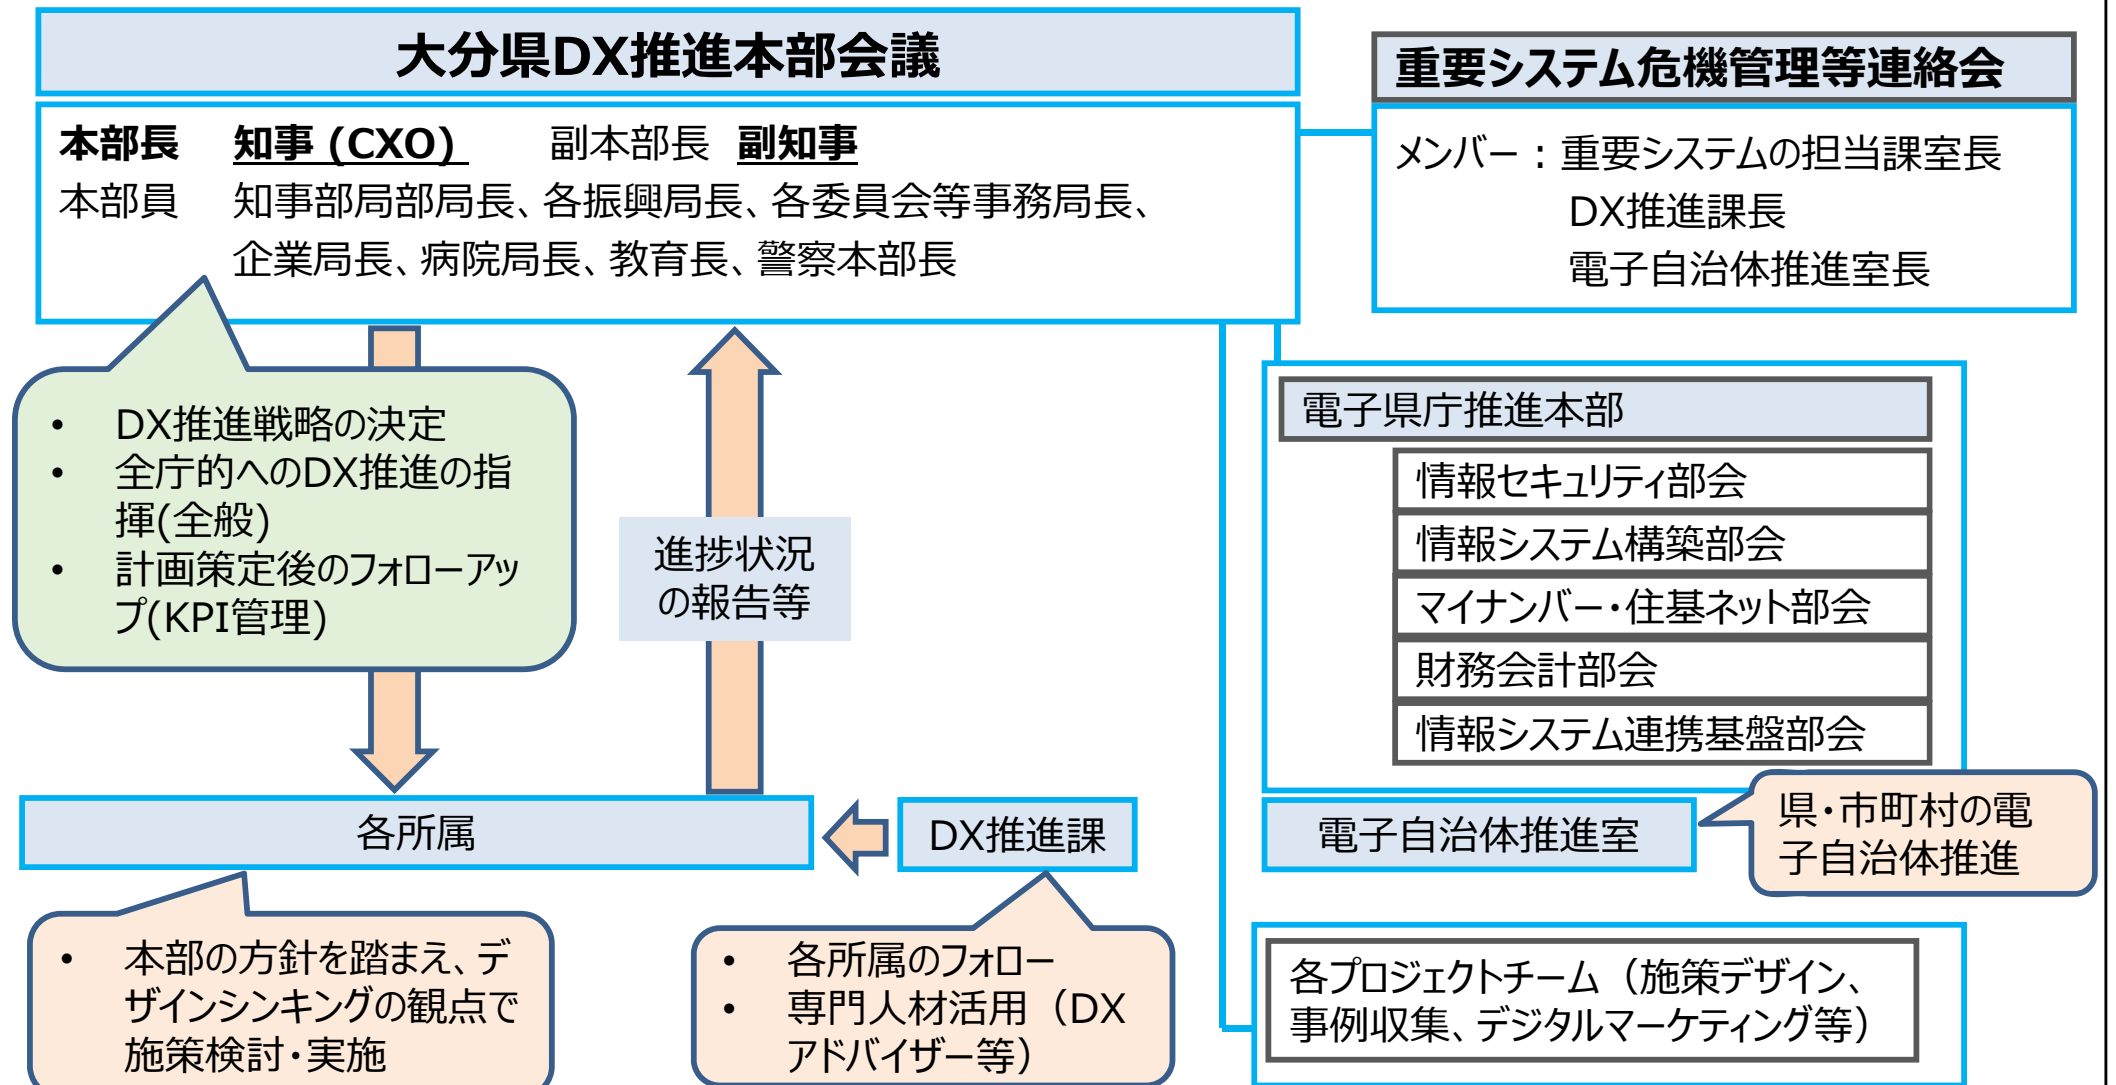 大分県DX推進本部会議
本部長 知事 (CXO) 副本部長 副知事
本部員 知事部局部局長、各振興局長、各委員会等事務局長、
企業局長、病院局長、教育長、警察本部長
重要システム危機管理等連絡会
メンバー：重要システムの担当課室長
DX推進課長
電子自治体推進室長
• DX推進戦略の決定
• 全庁的へのDX推進の指
揮(全般)
• 計画策定後のフォローアッ
プ(KPI管理)
進捗状況
の報告等
電子県庁推進本部
情報セキュリティ部会
情報システム構築部会
マイナンバー・住基ネット部会
財務会計部会
情報システム連携基盤部会
各所属
DX推進課
電子自治体推進室
県・市町村の電
子自治体推進
• 本部の方針を踏まえ、デ
ザインシンキングの観点で
施策検討・実施
• 各所属のフォロー
• 専門人材活用（DX
アドバイザー等）
各プロジェクトチーム（施策デザイン、
事例収集、デジタルマーケティング等）